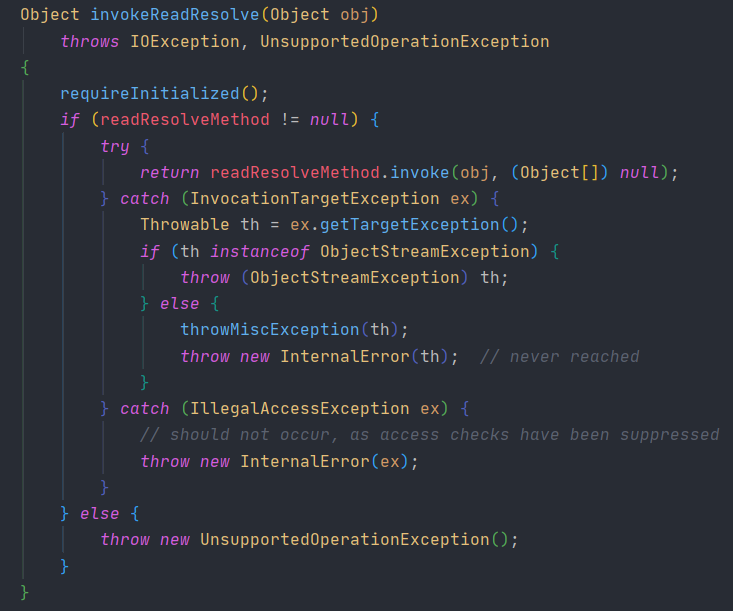 Object invokeReadResolve(Object obj)
    throws IOException, UnsupportedOperationException
{
    requireInitialized();
    if (readResolveMethod != null) {
        try {
            return readResolveMethod.invoke(obj, (Object[]) null);
        } catch (InvocationTargetException ex) {
            Throwable th = ex.getTargetException();
            if (th instanceof ObjectStreamException) {
                throw (ObjectStreamException) th;
            } else {
                throwMiscException(th);
                throw new InternalError(th);  // never reached
            }
        } catch (IllegalAccessException ex) {
            // should not occur, as access checks have been suppressed
            throw new InternalError(ex);
        }
    } else {
        throw new UnsupportedOperationException();
    }
}